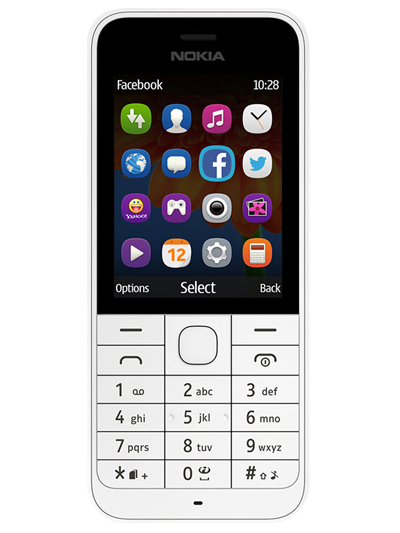 NOKIA
Facebook 10:28
YAHOO!
12
Options Select Back
1
2 abc
3 def
4 ghi
5 jkl
6 mno
7 pqrs
8 tuv
9 wxyz
* +
0
#